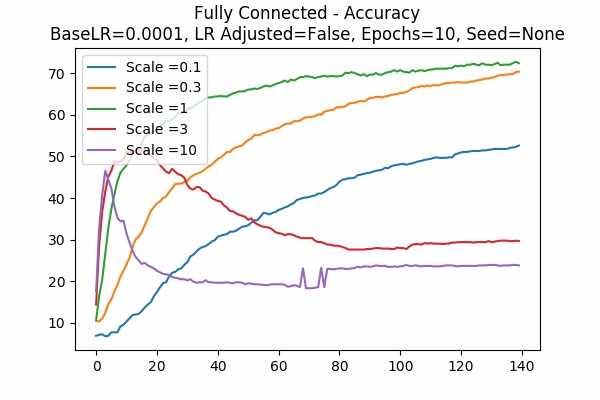 Fully Connected - Accuracy
BaseLR=0.0001, LR Adjusted=False, Epochs=10, Seed=None
Scale =0.1
Scale =0.3
Scale =1
Scale =3
Scale =10
70
60
50
40
30
20
10
0 20 40 60 80 100 120 140